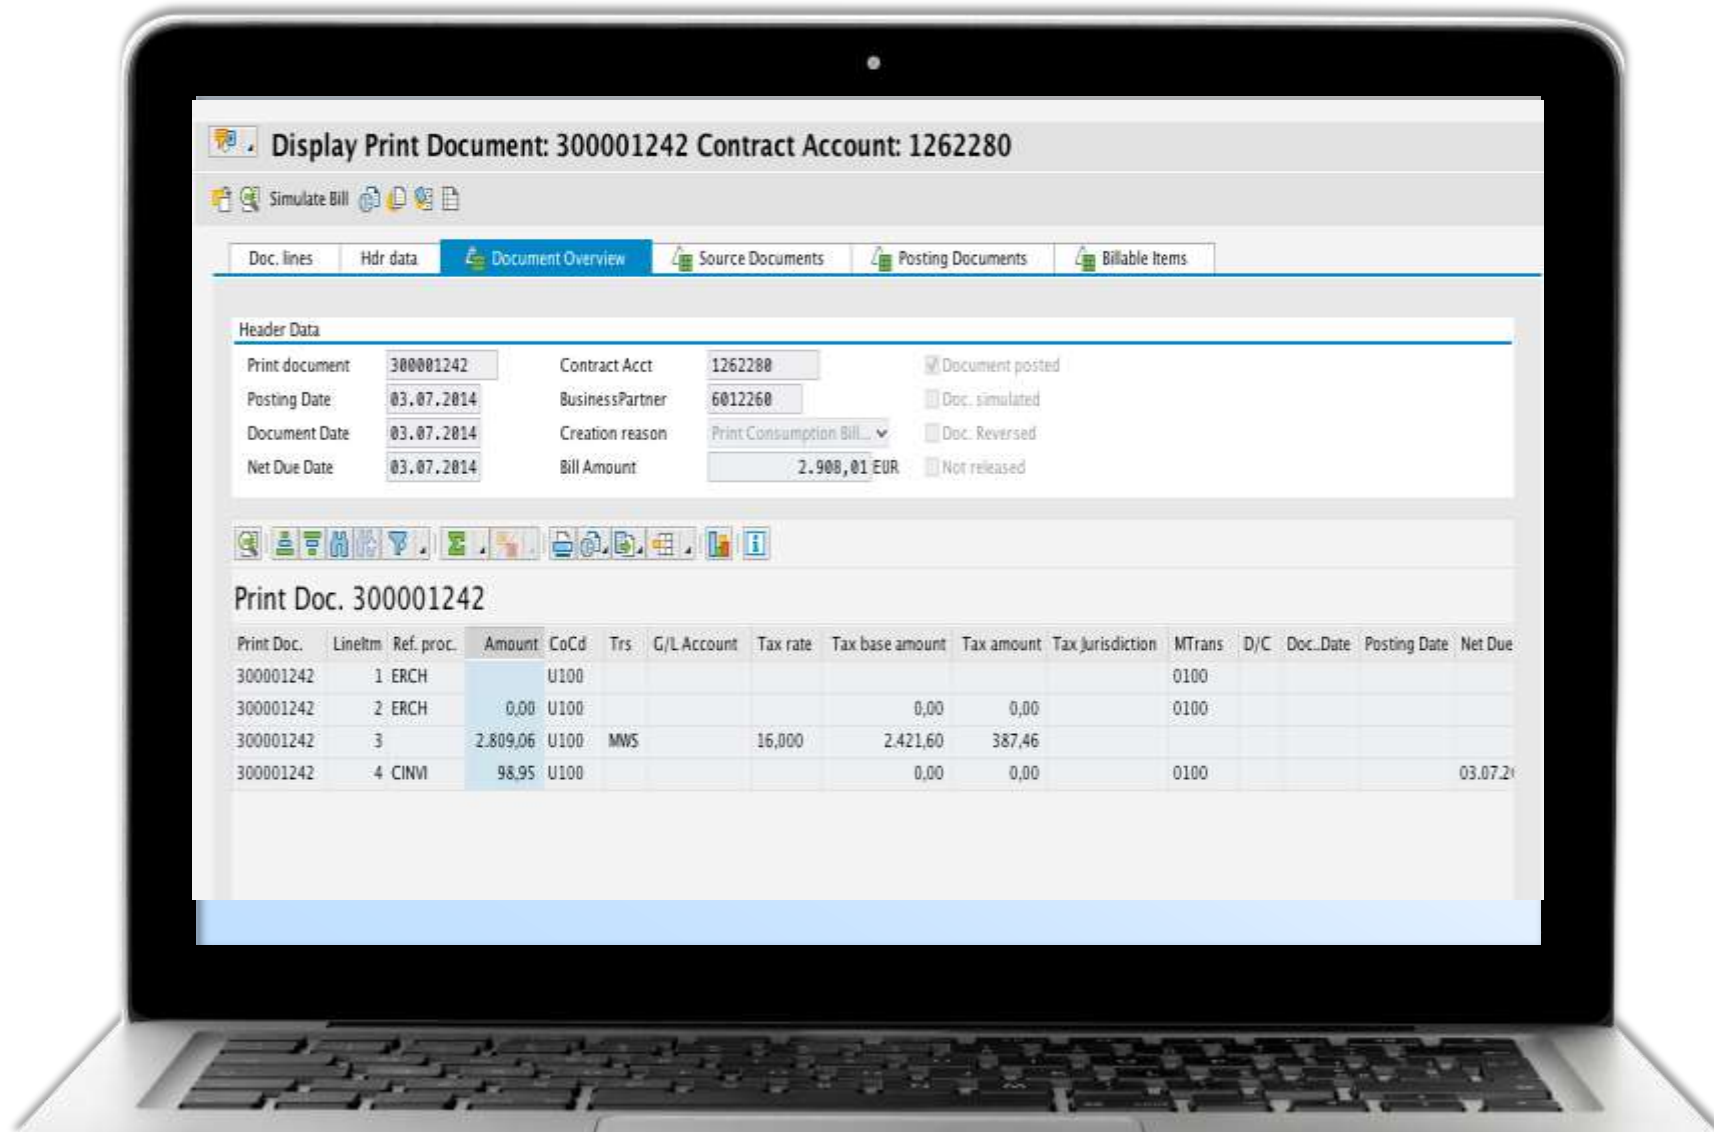 Display Print Document: 300001242 Contract Account: 1262280
Simulate Bill
Doc. lines Hdr data Document Overview Source Documents Posting Documents Billable Items
Header Data
Print document 300001242 Contract Acct 1262280 Document posted
Posting Date 03.07.2014 BusinessPartner 6012260 Doc. simulated
Document Date 03.07.2014 Creation reason Print Consumption Bill... Doc. Reversed
Net Due Date 03.07.2014 Bill Amount 2.908,01 EUR Not released
Print Doc. 300001242
Print Doc. LineItm Ref. proc. Amount CoCd Trs G/L Account Tax rate Tax base amount Tax amount Tax Jurisdiction MTrans D/C Doc..Date Posting Date Net Due
300001242 1 ERCH U100 0100
300001242 2 ERCH 0,00 U100 0,00 0,00 0100
300001242 3 2.809,06 U100 MWS 16,000 2.421,60 387,46
300001242 4 CINVI 98,95 U100 0,00 0,00 0100 03.07.20